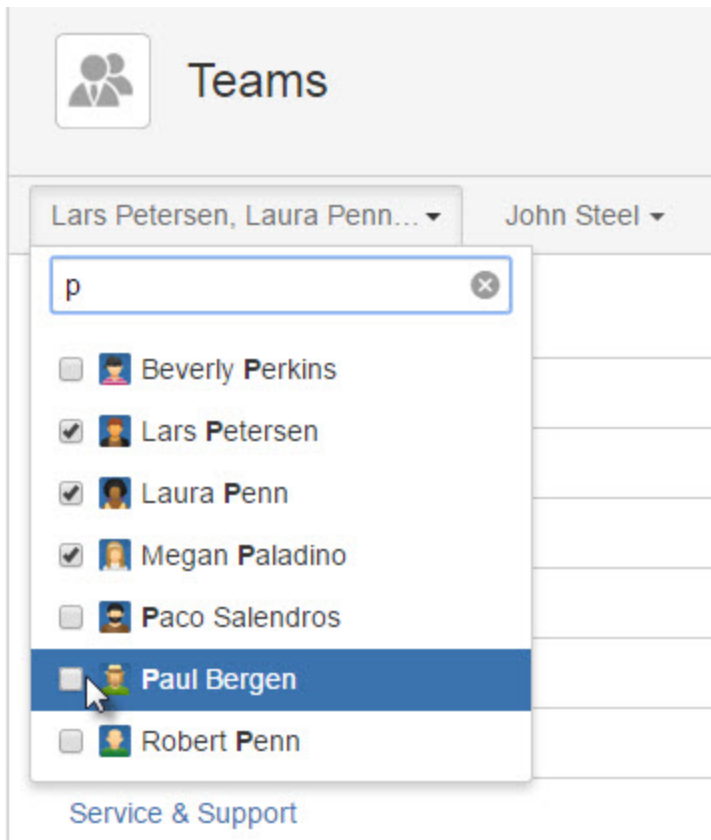 Teams
Lars Petersen, Laura Penn... John Steel
p
Beverly Perkins
Lars Petersen
Laura Penn
Megan Paladino
Paco Salendros
Paul Bergen
Robert Penn
Service & Support